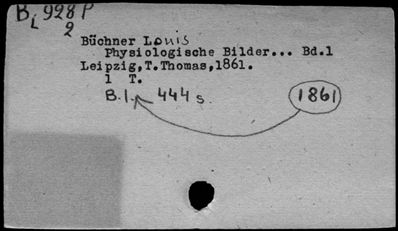 B 928 P
i 2
Büchner Louis
Physiologische Bilder... Bd.1
Leipzig, T. Thomas, 1861.
1 T.
B.1. 444 s. 1861